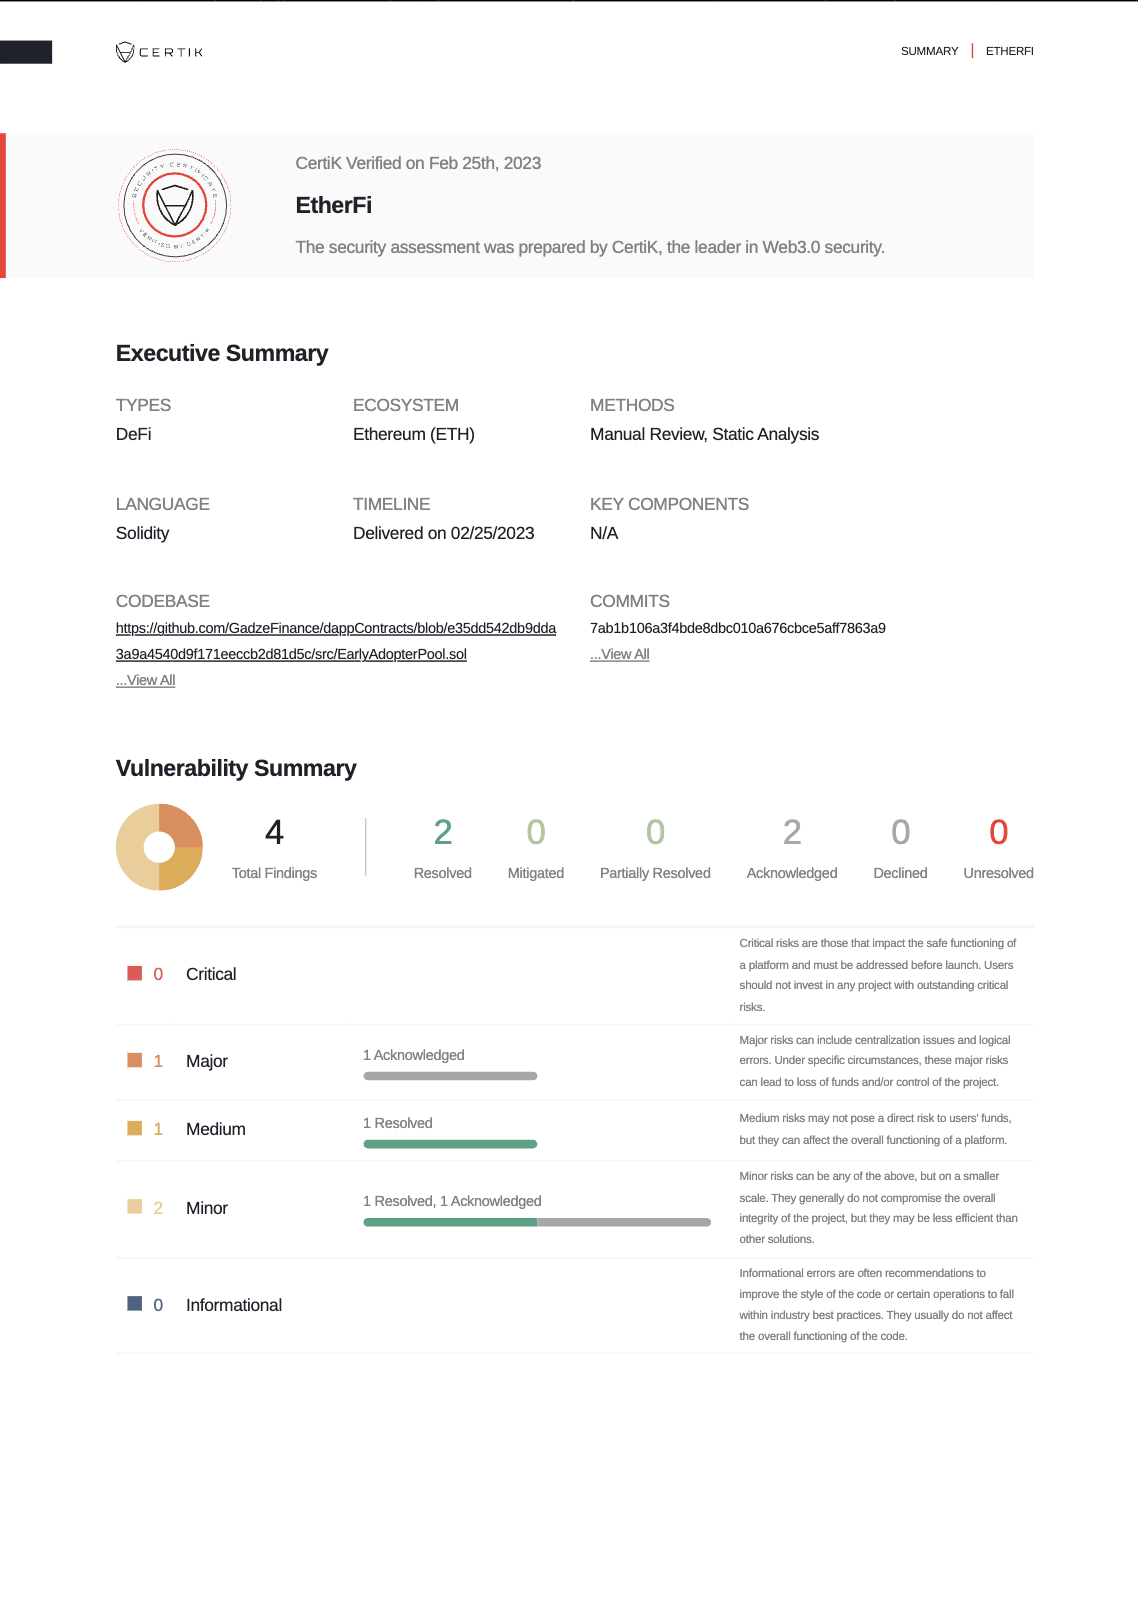 CERTIK
SUMMARY | ETHERFI
SECURITY CERTIFICATE
VERIFIED BY CERTIK
CertiK Verified on Feb 25th, 2023
EtherFi
The security assessment was prepared by CertiK, the leader in Web3.0 security.
Executive Summary
TYPES
DeFi
ECOSYSTEM
Ethereum (ETH)
METHODS
Manual Review, Static Analysis
LANGUAGE
Solidity
TIMELINE
Delivered on 02/25/2023
KEY COMPONENTS
N/A
CODEBASE
https://github.com/GadzeFinance/dappContracts/blob/e35dd542db9dda
3a9a4540d9f171eeccb2d81d5c/src/EarlyAdopterPool.sol
...View All
COMMITS
7ab1b106a3f4bde8dbc010a676cbce5aff7863a9
...View All
Vulnerability Summary
4
Total Findings
2
Resolved
0
Mitigated
0
Partially Resolved
2
Acknowledged
0
Declined
0
Unresolved
0 Critical
Critical risks are those that impact the safe functioning of
a platform and must be addressed before launch. Users
should not invest in any project with outstanding critical
risks.
1 Major
1 Acknowledged
Major risks can include centralization issues and logical
errors. Under specific circumstances, these major risks
can lead to loss of funds and/or control of the project.
1 Medium
1 Resolved
Medium risks may not pose a direct risk to users' funds,
but they can affect the overall functioning of a platform.
2 Minor
1 Resolved, 1 Acknowledged
Minor risks can be any of the above, but on a smaller
scale. They generally do not compromise the overall
integrity of the project, but they may be less efficient than
other solutions.
0 Informational
Informational errors are often recommendations to
improve the style of the code or certain operations to fall
within industry best practices. They usually do not affect
the overall functioning of the code.